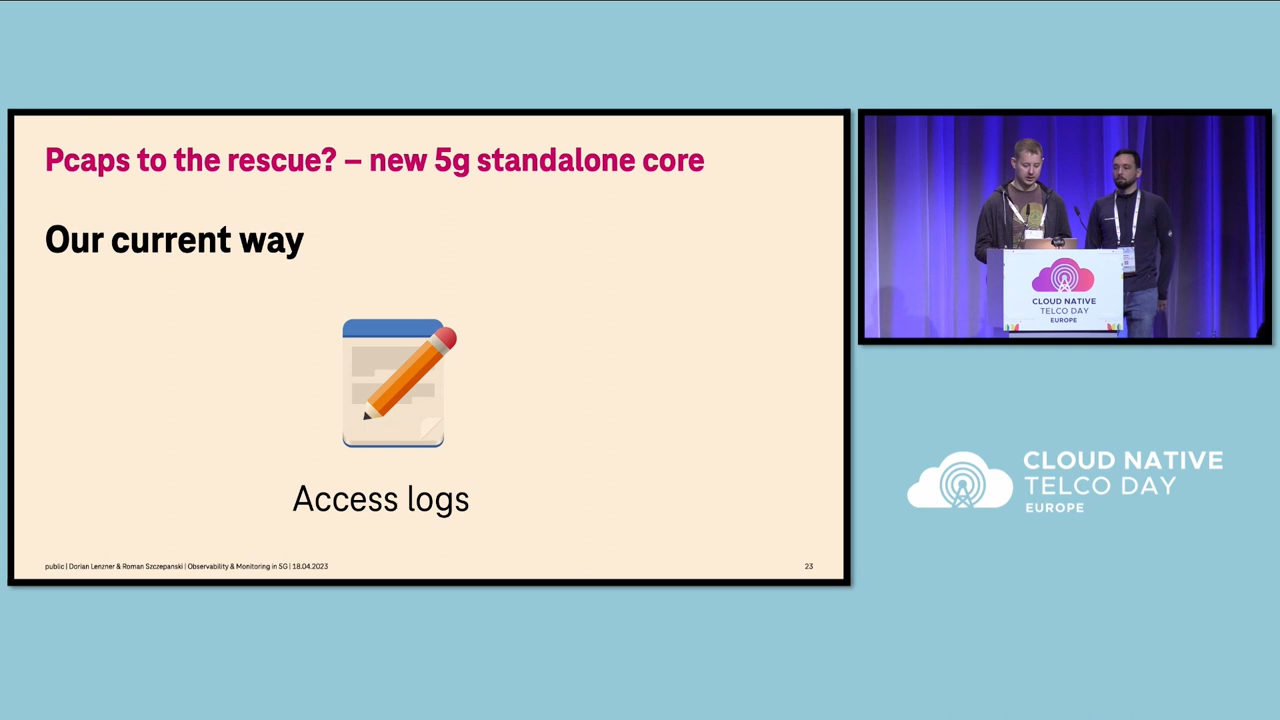 Pcaps to the rescue? – new 5g standalone core
Our current way
Access logs
public | Dorian Lenzner & Roman Szczepanski | Observability & Monitoring in 5G | 18.04.2023
23
CLOUD NATIVE
TELCO DAY
EUROPE
CLOUD NATIVE
TELCO DAY
EUROPE